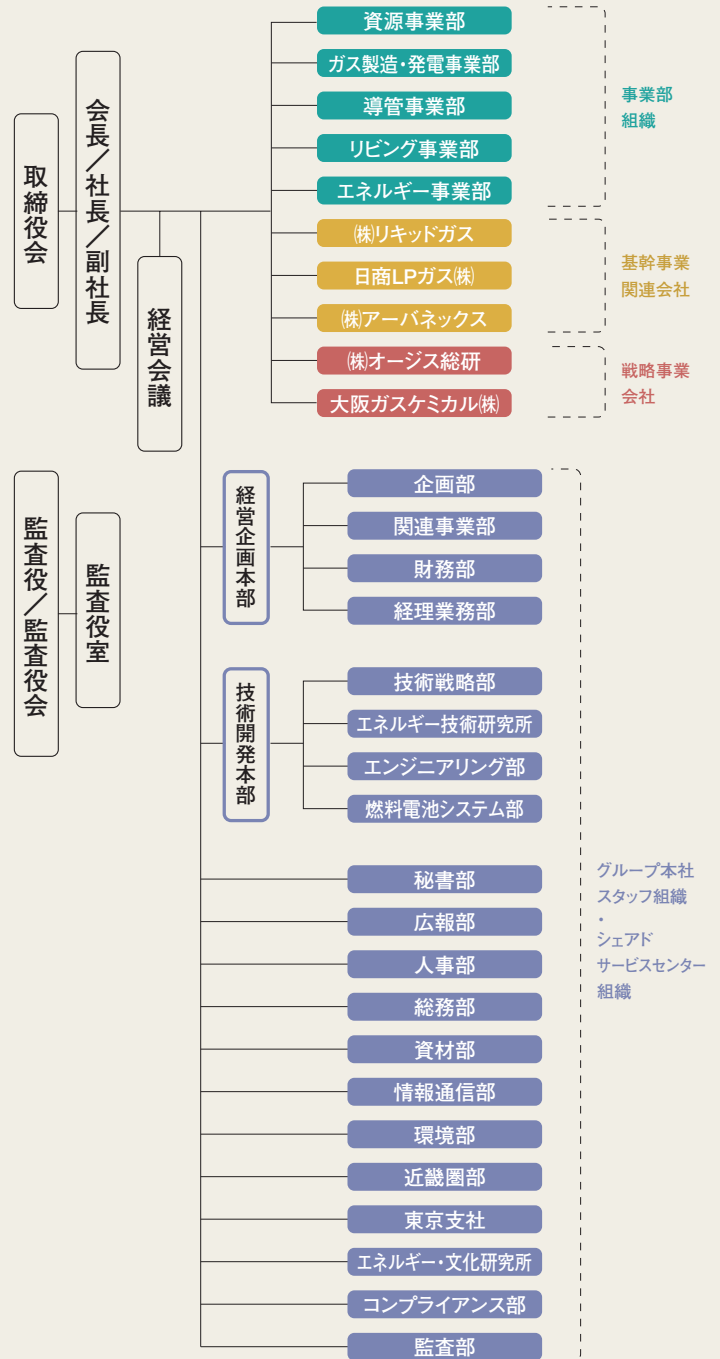 取締役会
会長／社長／副社長
経営会議
監査役／監査役会
監査役室
資源事業部
ガス製造・発電事業部
導管事業部
リビング事業部
エネルギー事業部
事業部
組織
㈱リキッドガス
日商LPガス㈱
㈱アーバネックス
基幹事業
関連会社
㈱オージス総研
大阪ガスケミカル㈱
戦略事業
会社
経営企画本部
企画部
関連事業部
財務部
経理業務部
技術開発本部
技術戦略部
エネルギー技術研究所
エンジニアリング部
燃料電池システム部
秘書部
広報部
人事部
総務部
資材部
情報通信部
環境部
近畿圏部
東京支社
エネルギー・文化研究所
コンプライアンス部
監査部
グループ本社
スタッフ組織
・
シェアド
サービスセンター
組織